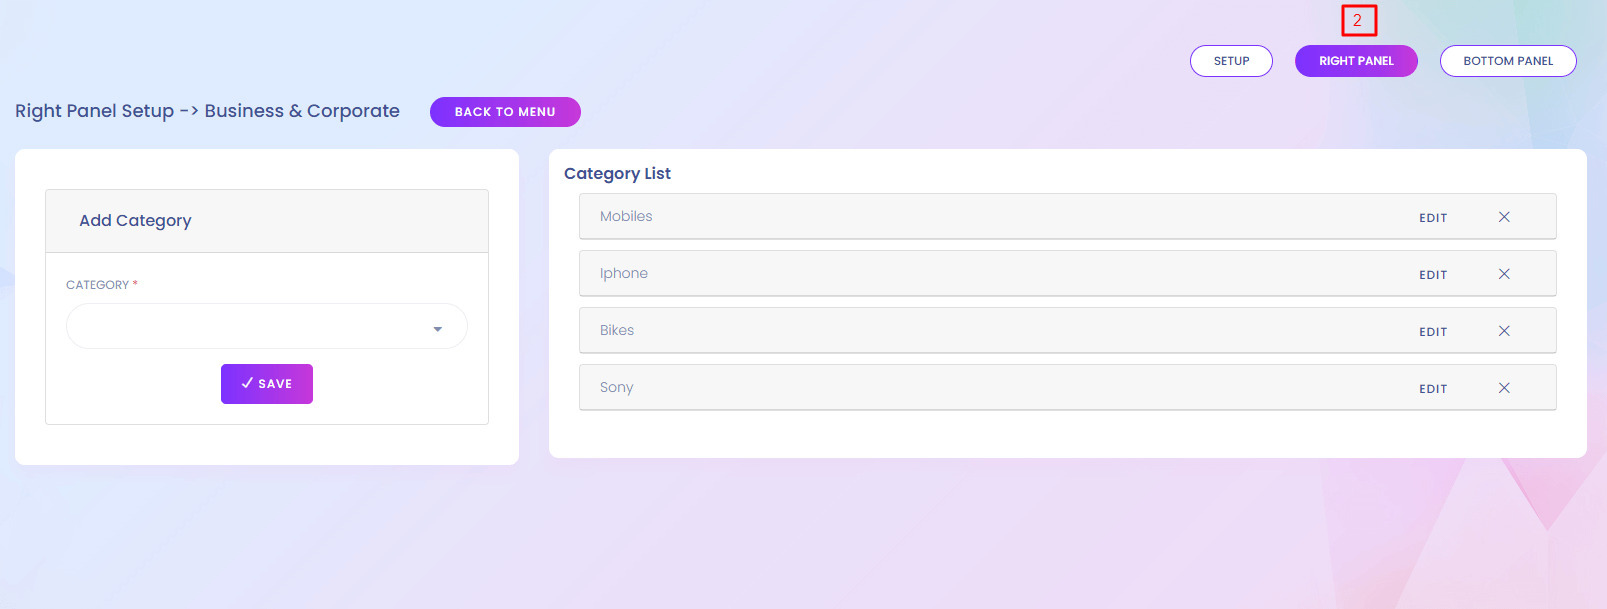 2
SETUP
RIGHT PANEL
BOTTOM PANEL
Right Panel Setup -> Business & Corporate
BACK TO MENU
Add Category
CATEGORY *
SAVE
Category List
Mobiles EDIT
Iphone EDIT
Bikes EDIT
Sony EDIT